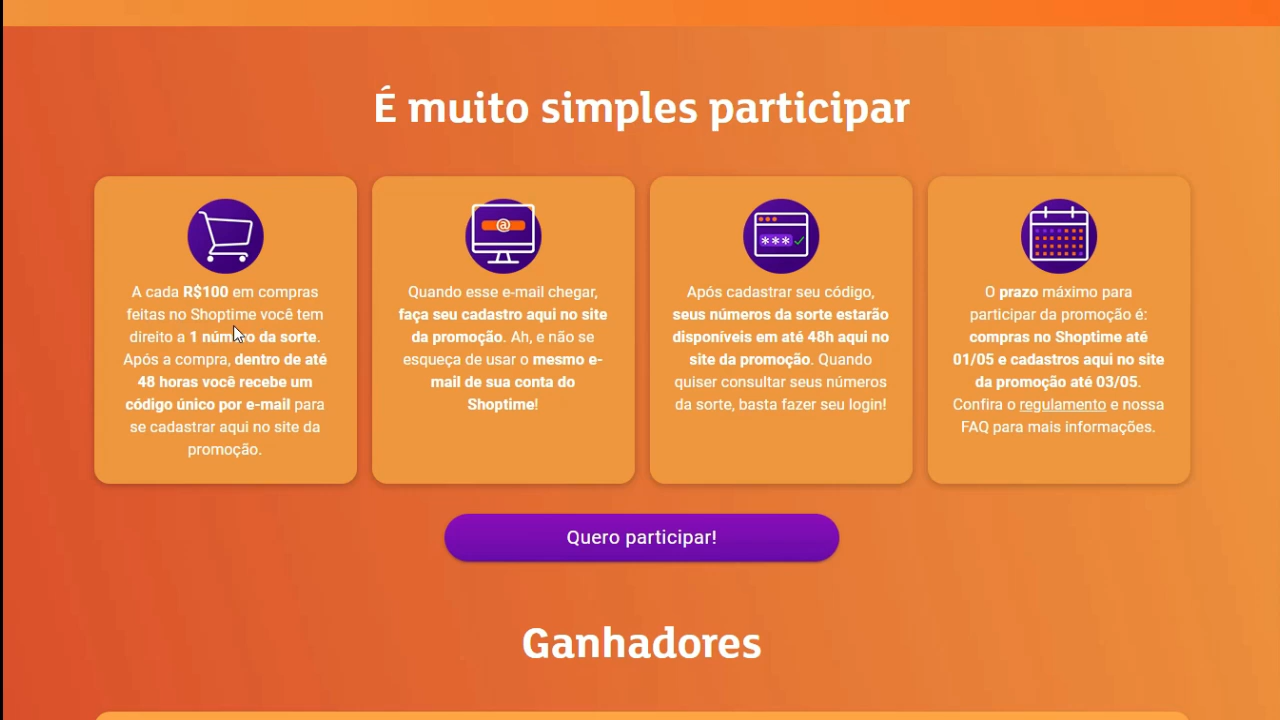 É muito simples participar
A cada R$100 em compras
feitas no Shoptime você tem
direito a 1 número da sorte.
Após a compra, dentro de até
48 horas você recebe um
código único por e-mail para
se cadastrar aqui no site da
promoção.
@
Quando esse e-mail chegar,
faça seu cadastro aqui no site
da promoção. Ah, e não se
esqueça de usar o mesmo e-
mail de sua conta do
Shoptime!
***
Após cadastrar seu código,
seus números da sorte estarão
disponíveis em até 48h aqui no
site da promoção. Quando
quiser consultar seus números
da sorte, basta fazer seu login!
O prazo máximo para
participar da promoção é:
compras no Shoptime até
01/05 e cadastros aqui no site
da promoção até 03/05.
Confira o regulamento e nossa
FAQ para mais informações.
Quero participar!
Ganhadores